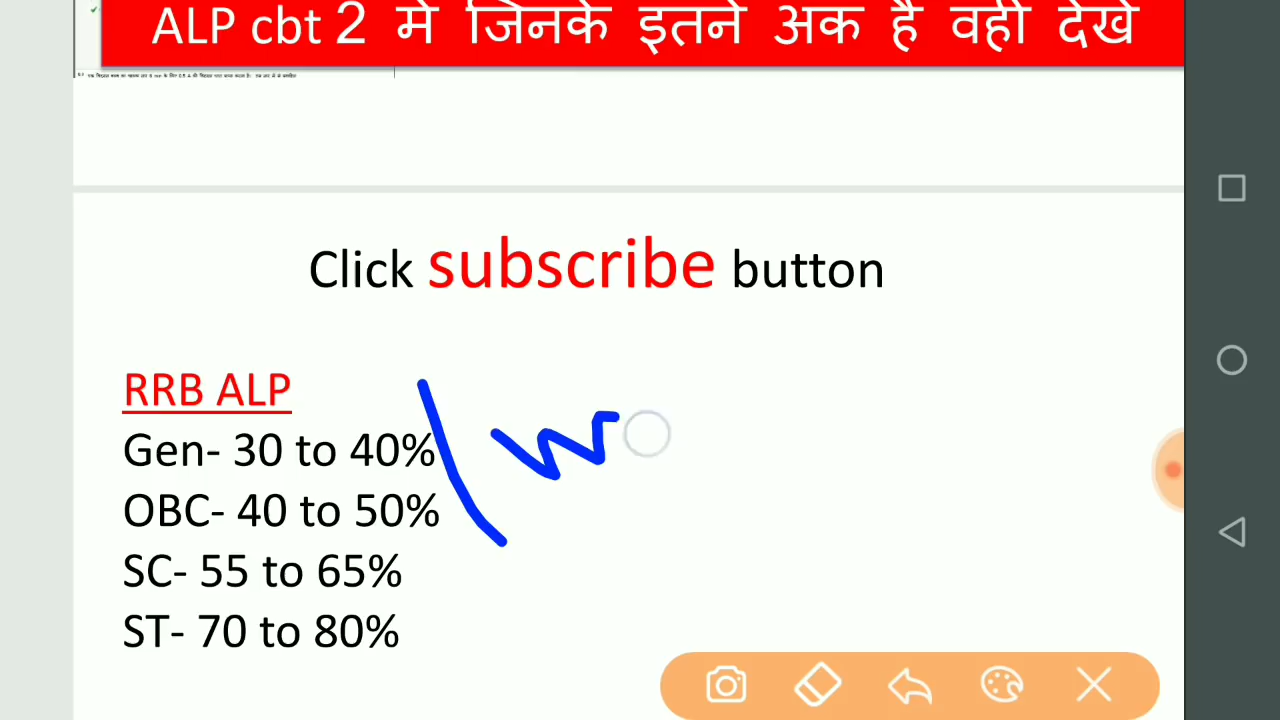 ALP cbt 2 में जिनके इतने अंक है वही देखे
Click subscribe button
RRB ALP
Gen- 30 to 40%
OBC- 40 to 50%
SC- 55 to 65%
ST- 70 to 80%